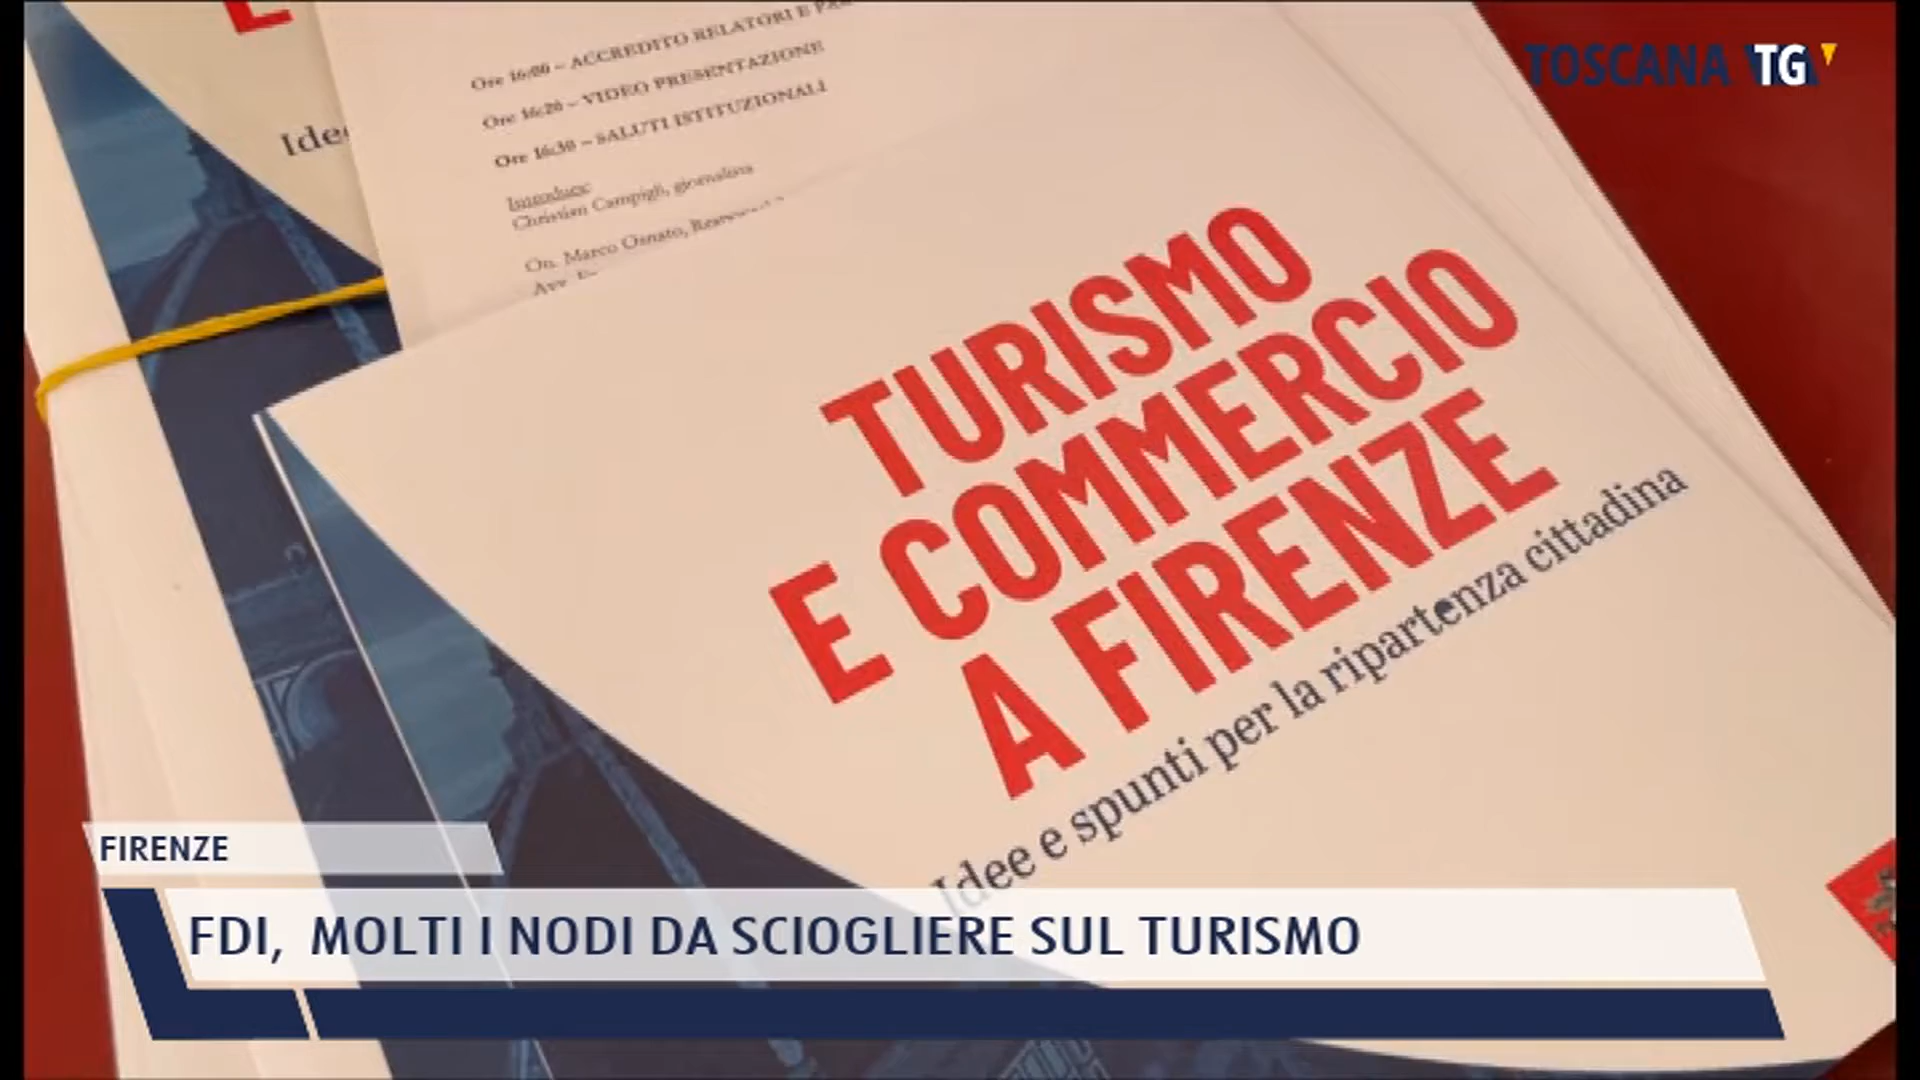 TOSCANA TG
Ore 16:00 – ACCREDITO RELATORI E
Ore 16:20 – VIDEO PRESENTAZIONE
Ore 16:30 – SALUTI ISTITUZIONALI
Introduce:
Christian Campigli, giornalista
On. Marco Osnato,
Avv.
TURISMO
E COMMERCIO
A FIRENZE
Idee e spunti per la ripartenza cittadina
FIRENZE
FDI, MOLTI I NODI DA SCIOGLIERE SUL TURISMO